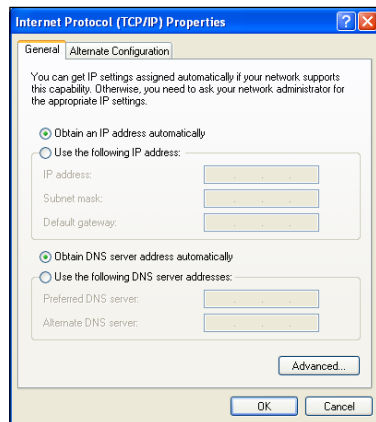 Internet Protocol (TCP/IP) Properties
General
Alternate Configuration
You can get IP settings assigned automatically if your network supports
this capability. Otherwise, you need to ask your network administrator for
the appropriate IP settings.
Obtain an IP address automatically
Use the following IP address:
IP address:
Subnet mask:
Default gateway:
Obtain DNS server address automatically
Use the following DNS server addresses:
Preferred DNS server:
Alternate DNS server:
Advanced...
OK
Cancel